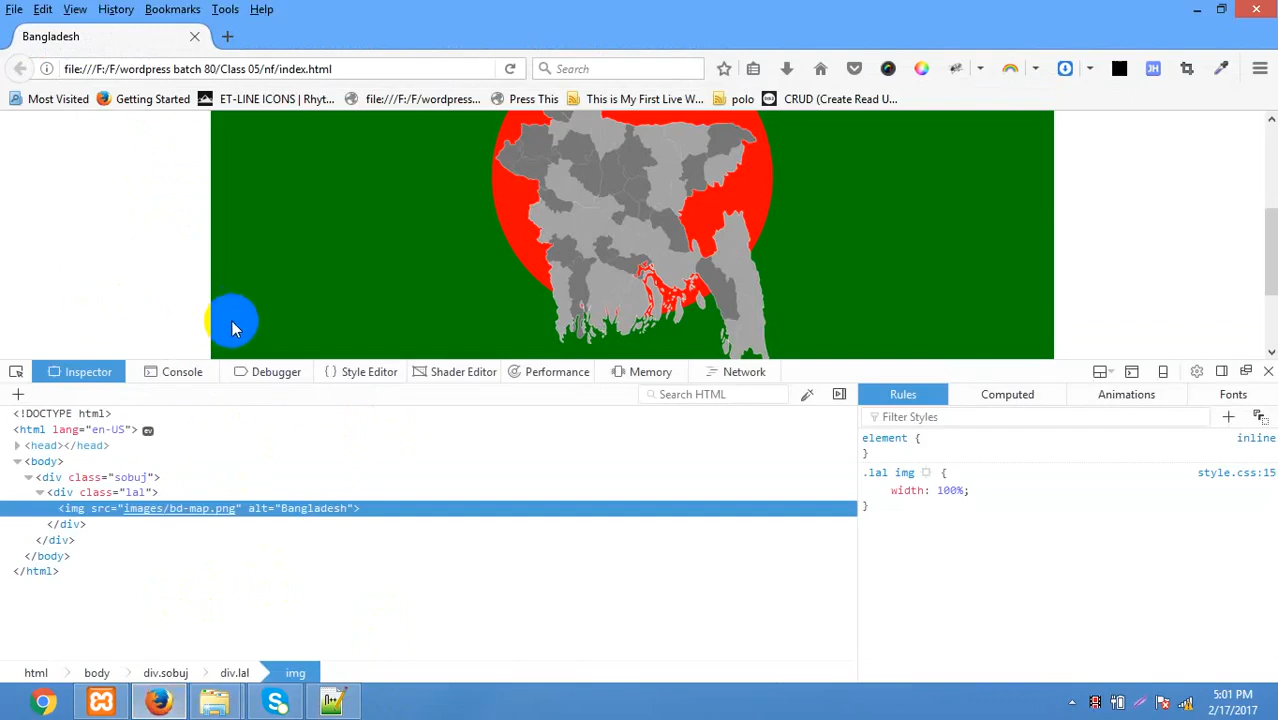 File Edit View History Bookmarks Tools Help
Bangladesh
file:///F:/F/wordpress batch 80/Class 05/nf/index.html
Search
JH
Most Visited Getting Started ET-LINE ICONS | Rhyt... file:///F:/F/wordpress... Press This This is My First Live W... polo CRUD (Create Read U...
Inspector Console Debugger Style Editor Shader Editor Performance Memory Network
Search HTML
Rules Computed Animations Fonts
Filter Styles
<!DOCTYPE html>
<html lang="en-US"> ev
<head></head>
<body>
<div class="sobuj">
<div class="lal">
<img src="images/bd-map.png" alt="Bangladesh">
</div>
</div>
</body>
</html>
element { inline
}
.lal img { style.css:15
width: 100%;
}
html body div.sobuj div.lal img
5:01 PM
2/17/2017